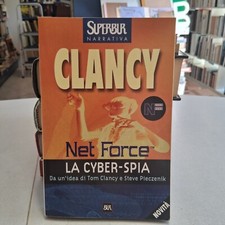 SUPERBUR
NARRATIVA
CLANCY
Net Force
LA CYBER-SPIA
Da un'idea di Tom Clancy e Steve Pieczenik
BUR
NOVITÀ